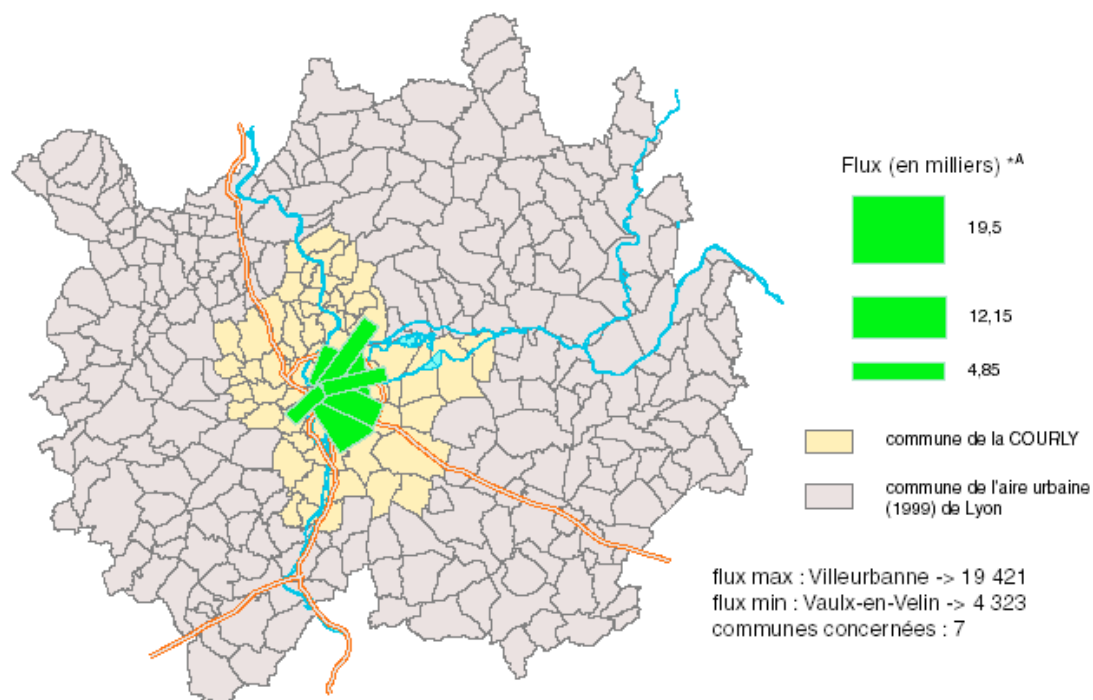 Flux (en milliers) *A
19,5
12,15
4,85
commune de la COURLY
commune de l'aire urbaine
(1999) de Lyon
flux max : Villeurbanne -> 19 421
flux min : Vaulx-en-Velin -> 4 323
communes concernées : 7